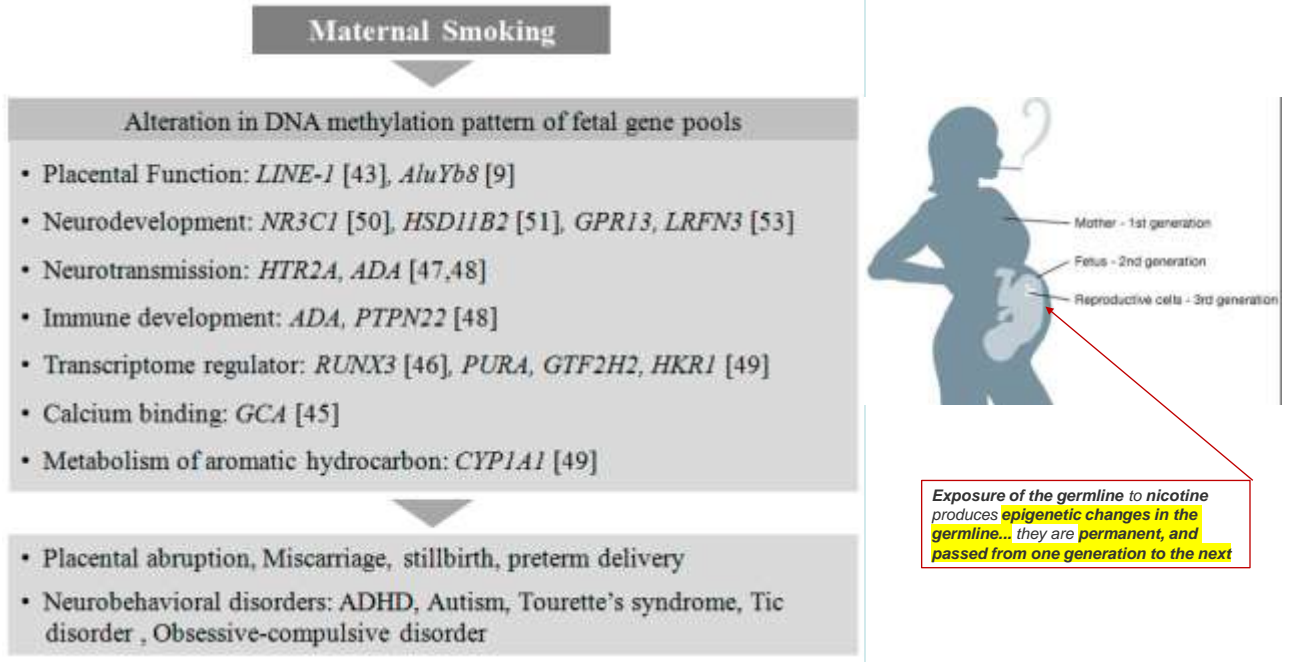 Maternal Smoking
Alteration in DNA methylation pattern of fetal gene pools
• Placental Function: LINE-1 [43], AluYb8 [9]
• Neurodevelopment: NR3C1 [50], HSD11B2 [51], GPR13, LRFN3 [53]
• Neurotransmission: HTR2A, ADA [47,48]
• Immune development: ADA, PTPN22 [48]
• Transcriptome regulator: RUNX3 [46], PURA, GTF2H2, HKR1 [49]
• Calcium binding: GCA [45]
• Metabolism of aromatic hydrocarbon: CYP1A1 [49]
• Placental abruption, Miscarriage, stillbirth, preterm delivery
• Neurobehavioral disorders: ADHD, Autism, Tourette's syndrome, Tic
disorder , Obsessive-compulsive disorder
Mother - 1st generation
Fetus - 2nd generation
Reproductive cells - 3rd generation
Exposure of the germline to nicotine
produces epigenetic changes in the
germline... they are permanent, and
passed from one generation to the next